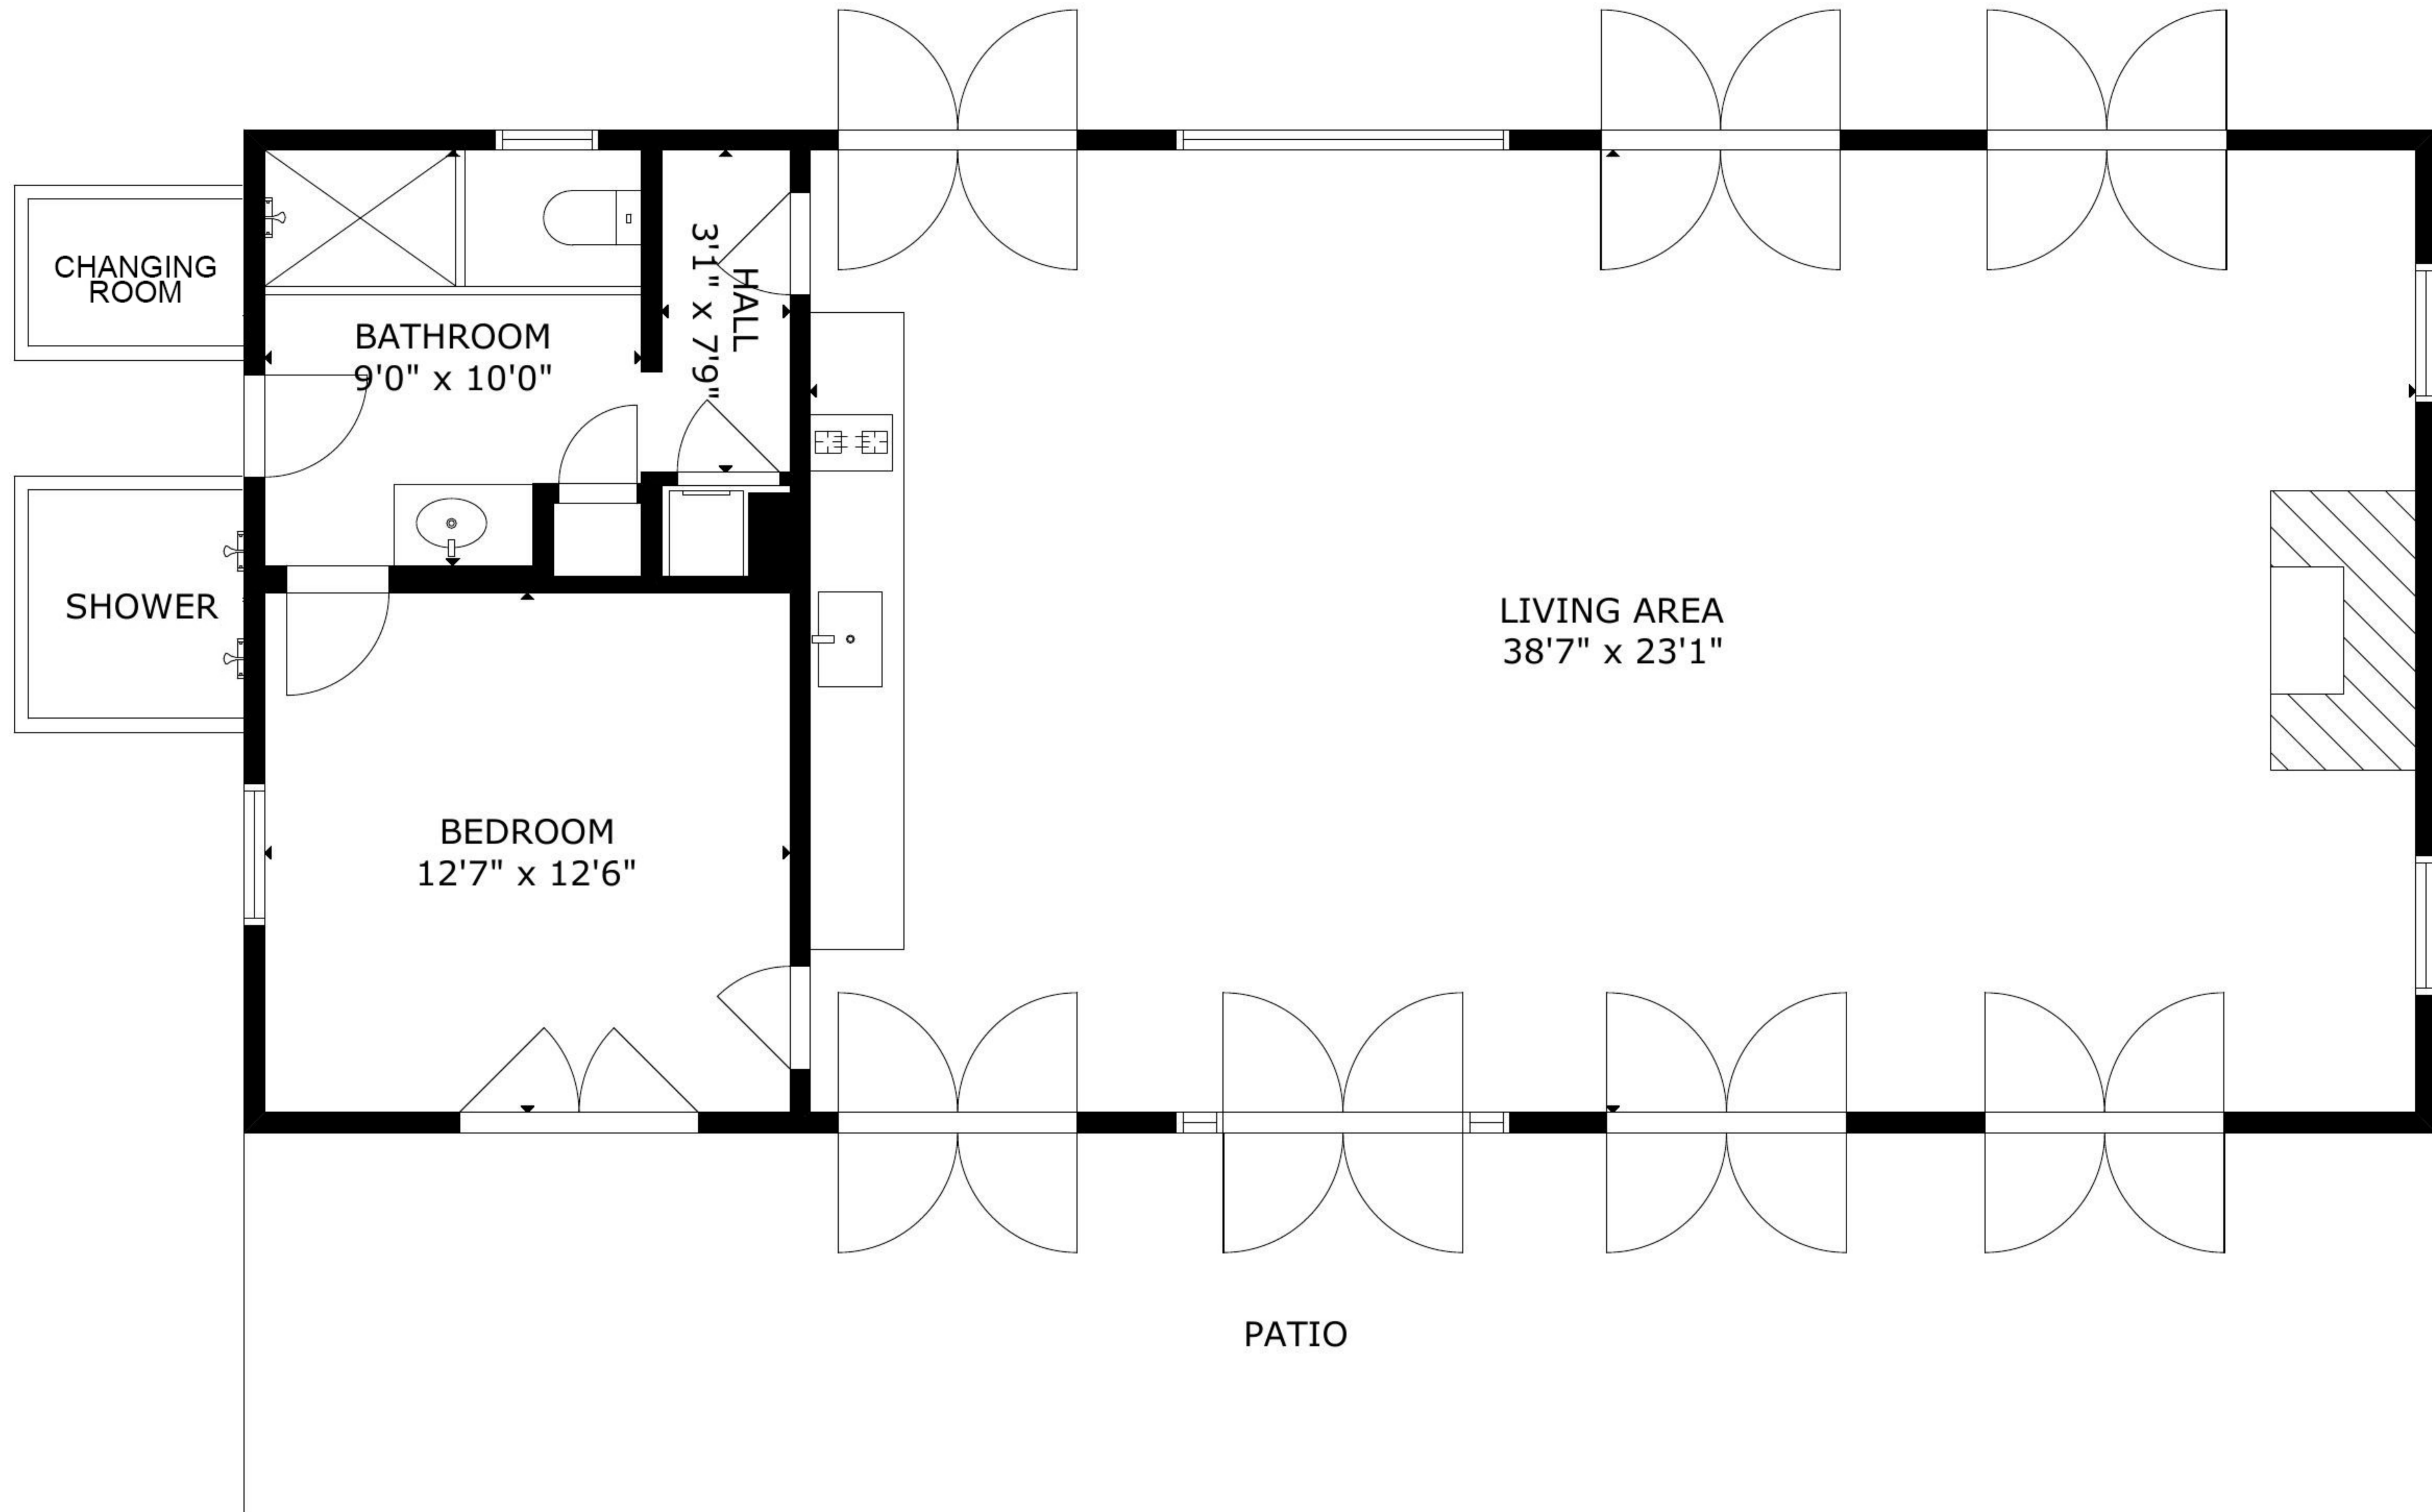 CHANGING
ROOM
BATHROOM
9'0" x 10'0"
HALL
3'1" x 7'9"
SHOWER
LIVING AREA
38'7" x 23'1"
BEDROOM
12'7" x 12'6"
PATIO